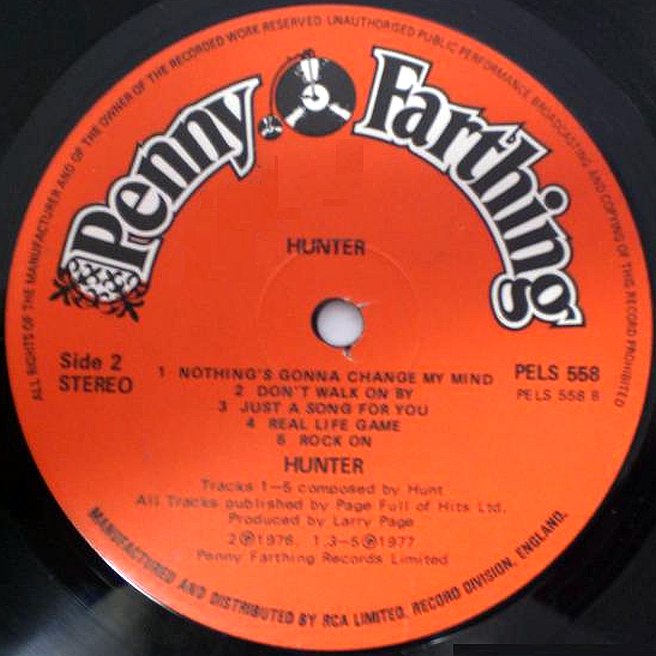 ALL RIGHTS OF THE MANUFACTURER AND OF THE OWNER OF THE RECORDED WORK RESERVED UNAUTHORISED PUBLIC PERFORMANCE BROADCASTING AND COPYING OF THIS RECORD PROHIBITED
Penny Farthing
HUNTER
Side 2
STEREO
PELS 558
PELS 558 B
1 NOTHING'S GONNA CHANGE MY MIND
2 DON'T WALK ON BY
3 JUST A SONG FOR YOU
4 REAL LIFE GAME
5 ROCK ON
HUNTER
Tracks 1-5 composed by Hunt
All Tracks published by Page Full of Hits Ltd.
Produced by Larry Page
2 ℗ 1976. 1.3-5 ℗ 1977
Penny Farthing Records Limited
MANUFACTURED AND DISTRIBUTED BY RCA LIMITED, RECORD DIVISION, ENGLAND.